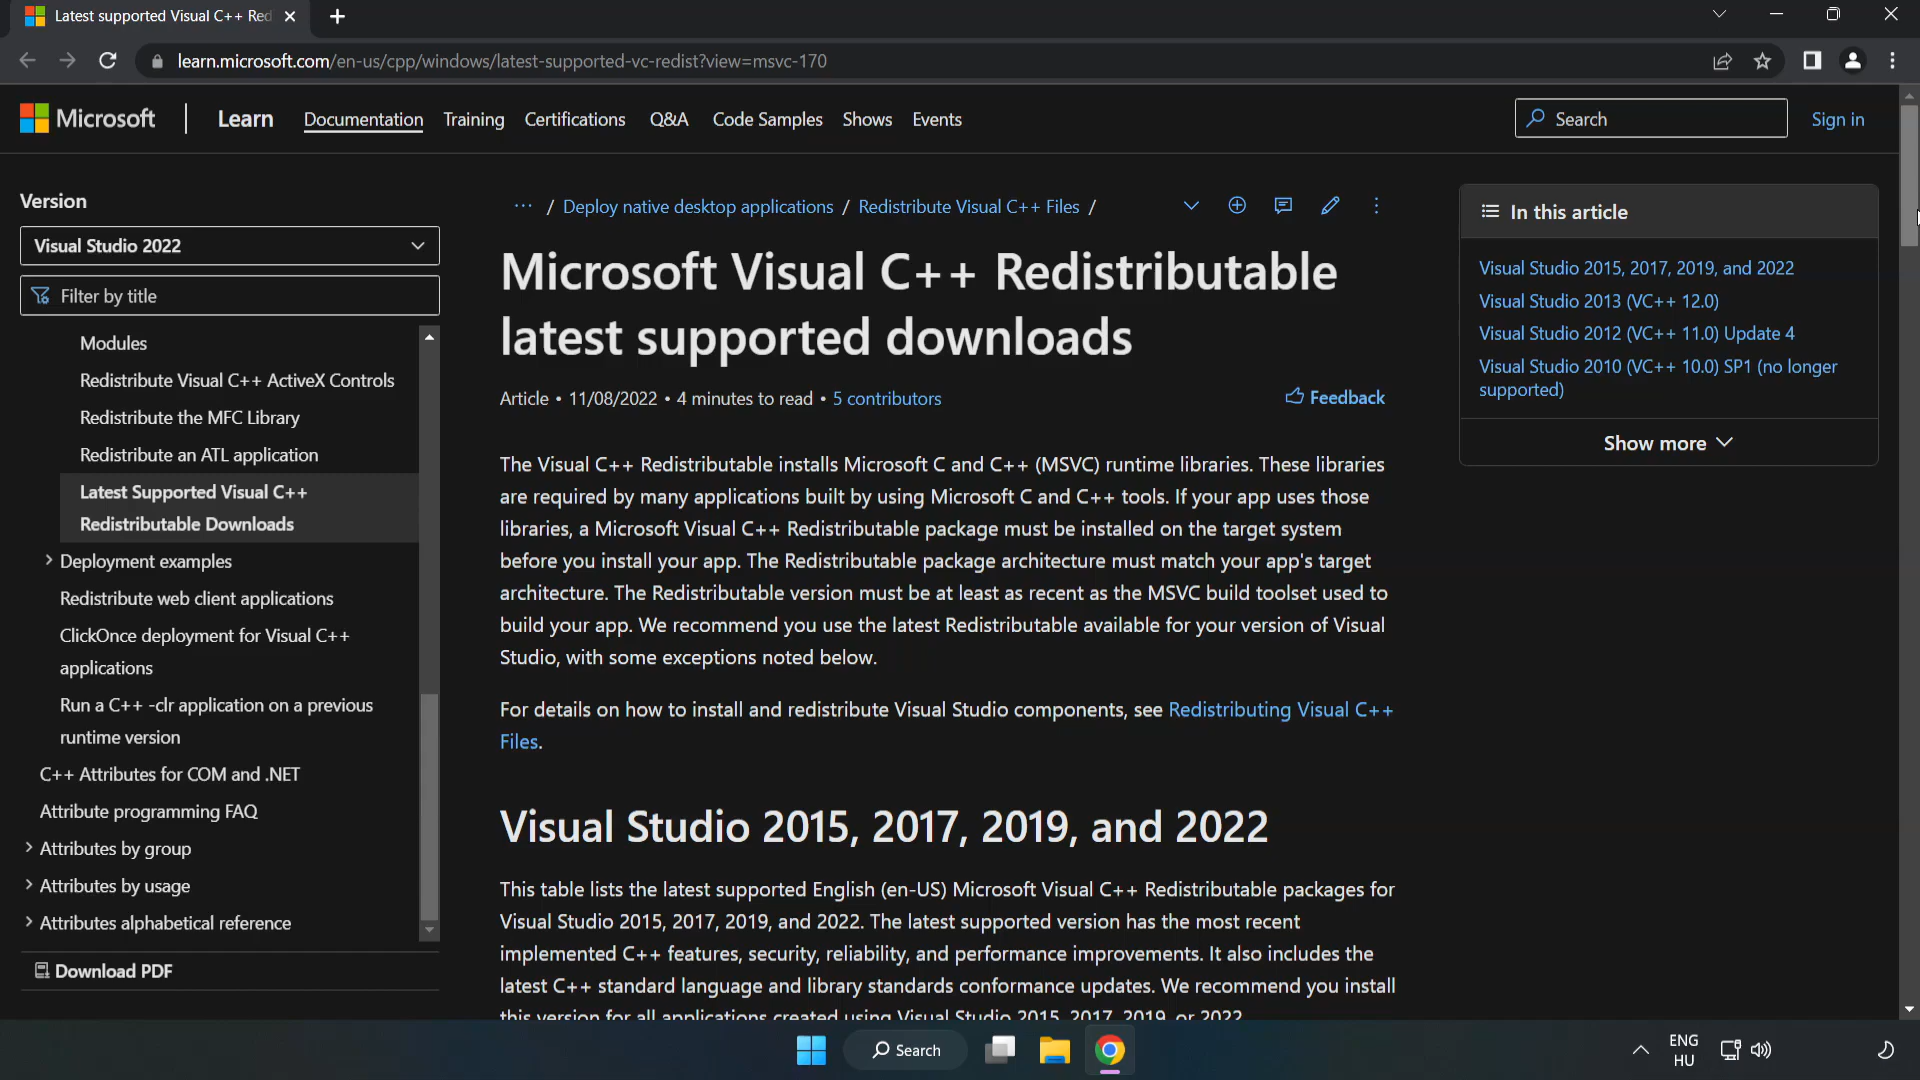 Latest supported Visual C++ Red
learn.microsoft.com/en-us/cpp/windows/latest-supported-vc-redist?view=msvc-170
Microsoft
Learn
Documentation
Training
Certifications
Q&A
Code Samples
Shows
Events
Search
Sign in
Version
Visual Studio 2022
Filter by title
Modules
Redistribute Visual C++ ActiveX Controls
Redistribute the MFC Library
Redistribute an ATL application
Latest Supported Visual C++
Redistributable Downloads
Deployment examples
Redistribute web client applications
ClickOnce deployment for Visual C++
applications
Run a C++ -clr application on a previous
runtime version
C++ Attributes for COM and .NET
Attribute programming FAQ
Attributes by group
Attributes by usage
Attributes alphabetical reference
Download PDF
··· / Deploy native desktop applications / Redistribute Visual C++ Files /
Microsoft Visual C++ Redistributable
latest supported downloads
Article • 11/08/2022 • 4 minutes to read • 5 contributors
Feedback
The Visual C++ Redistributable installs Microsoft C and C++ (MSVC) runtime libraries. These libraries
are required by many applications built by using Microsoft C and C++ tools. If your app uses those
libraries, a Microsoft Visual C++ Redistributable package must be installed on the target system
before you install your app. The Redistributable package architecture must match your app's target
architecture. The Redistributable version must be at least as recent as the MSVC build toolset used to
build your app. We recommend you use the latest Redistributable available for your version of Visual
Studio, with some exceptions noted below.
For details on how to install and redistribute Visual Studio components, see Redistributing Visual C++
Files.
Visual Studio 2015, 2017, 2019, and 2022
This table lists the latest supported English (en-US) Microsoft Visual C++ Redistributable packages for
Visual Studio 2015, 2017, 2019, and 2022. The latest supported version has the most recent
implemented C++ features, security, reliability, and performance improvements. It also includes the
latest C++ standard language and library standards conformance updates. We recommend you install
this version for all applications created using Visual Studio 2015, 2017, 2019, or 2022.
In this article
Visual Studio 2015, 2017, 2019, and 2022
Visual Studio 2013 (VC++ 12.0)
Visual Studio 2012 (VC++ 11.0) Update 4
Visual Studio 2010 (VC++ 10.0) SP1 (no longer
supported)
Show more
Search
ENG
HU